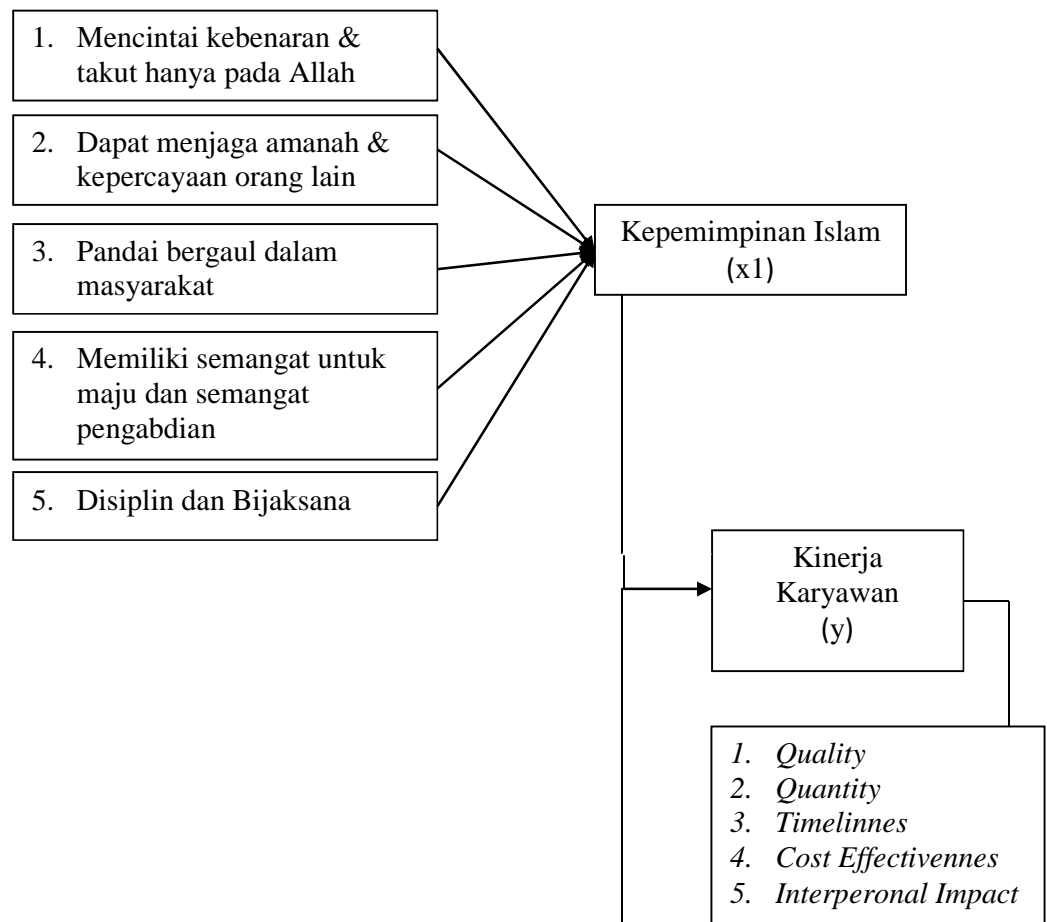 1. Mencintai kebenaran &
takut hanya pada Allah
2. Dapat menjaga amanah &
kepercayaan orang lain
3. Pandai bergaul dalam
masyarakat
4. Memiliki semangat untuk
maju dan semangat
pengabdian
5. Disiplin dan Bijaksana
Kepemimpinan Islam
(x1)
Kinerja
Karyawan
(y)
1. Quality
2. Quantity
3. Timelinnes
4. Cost Effectivennes
5. Interperonal Impact